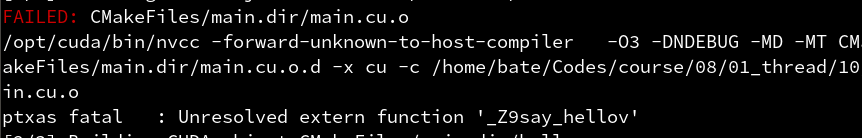 FAILED: CMakeFiles/main.dir/main.cu.o
/opt/cuda/bin/nvcc -forward-unknown-to-host-compiler   -O3 -DNDEBUG -MD -MT CM
akeFiles/main.dir/main.cu.o.d -x cu -c /home/bate/Codes/course/08/01_thread/10
in.cu.o
ptxas fatal   : Unresolved extern function '_Z9say_hellov'